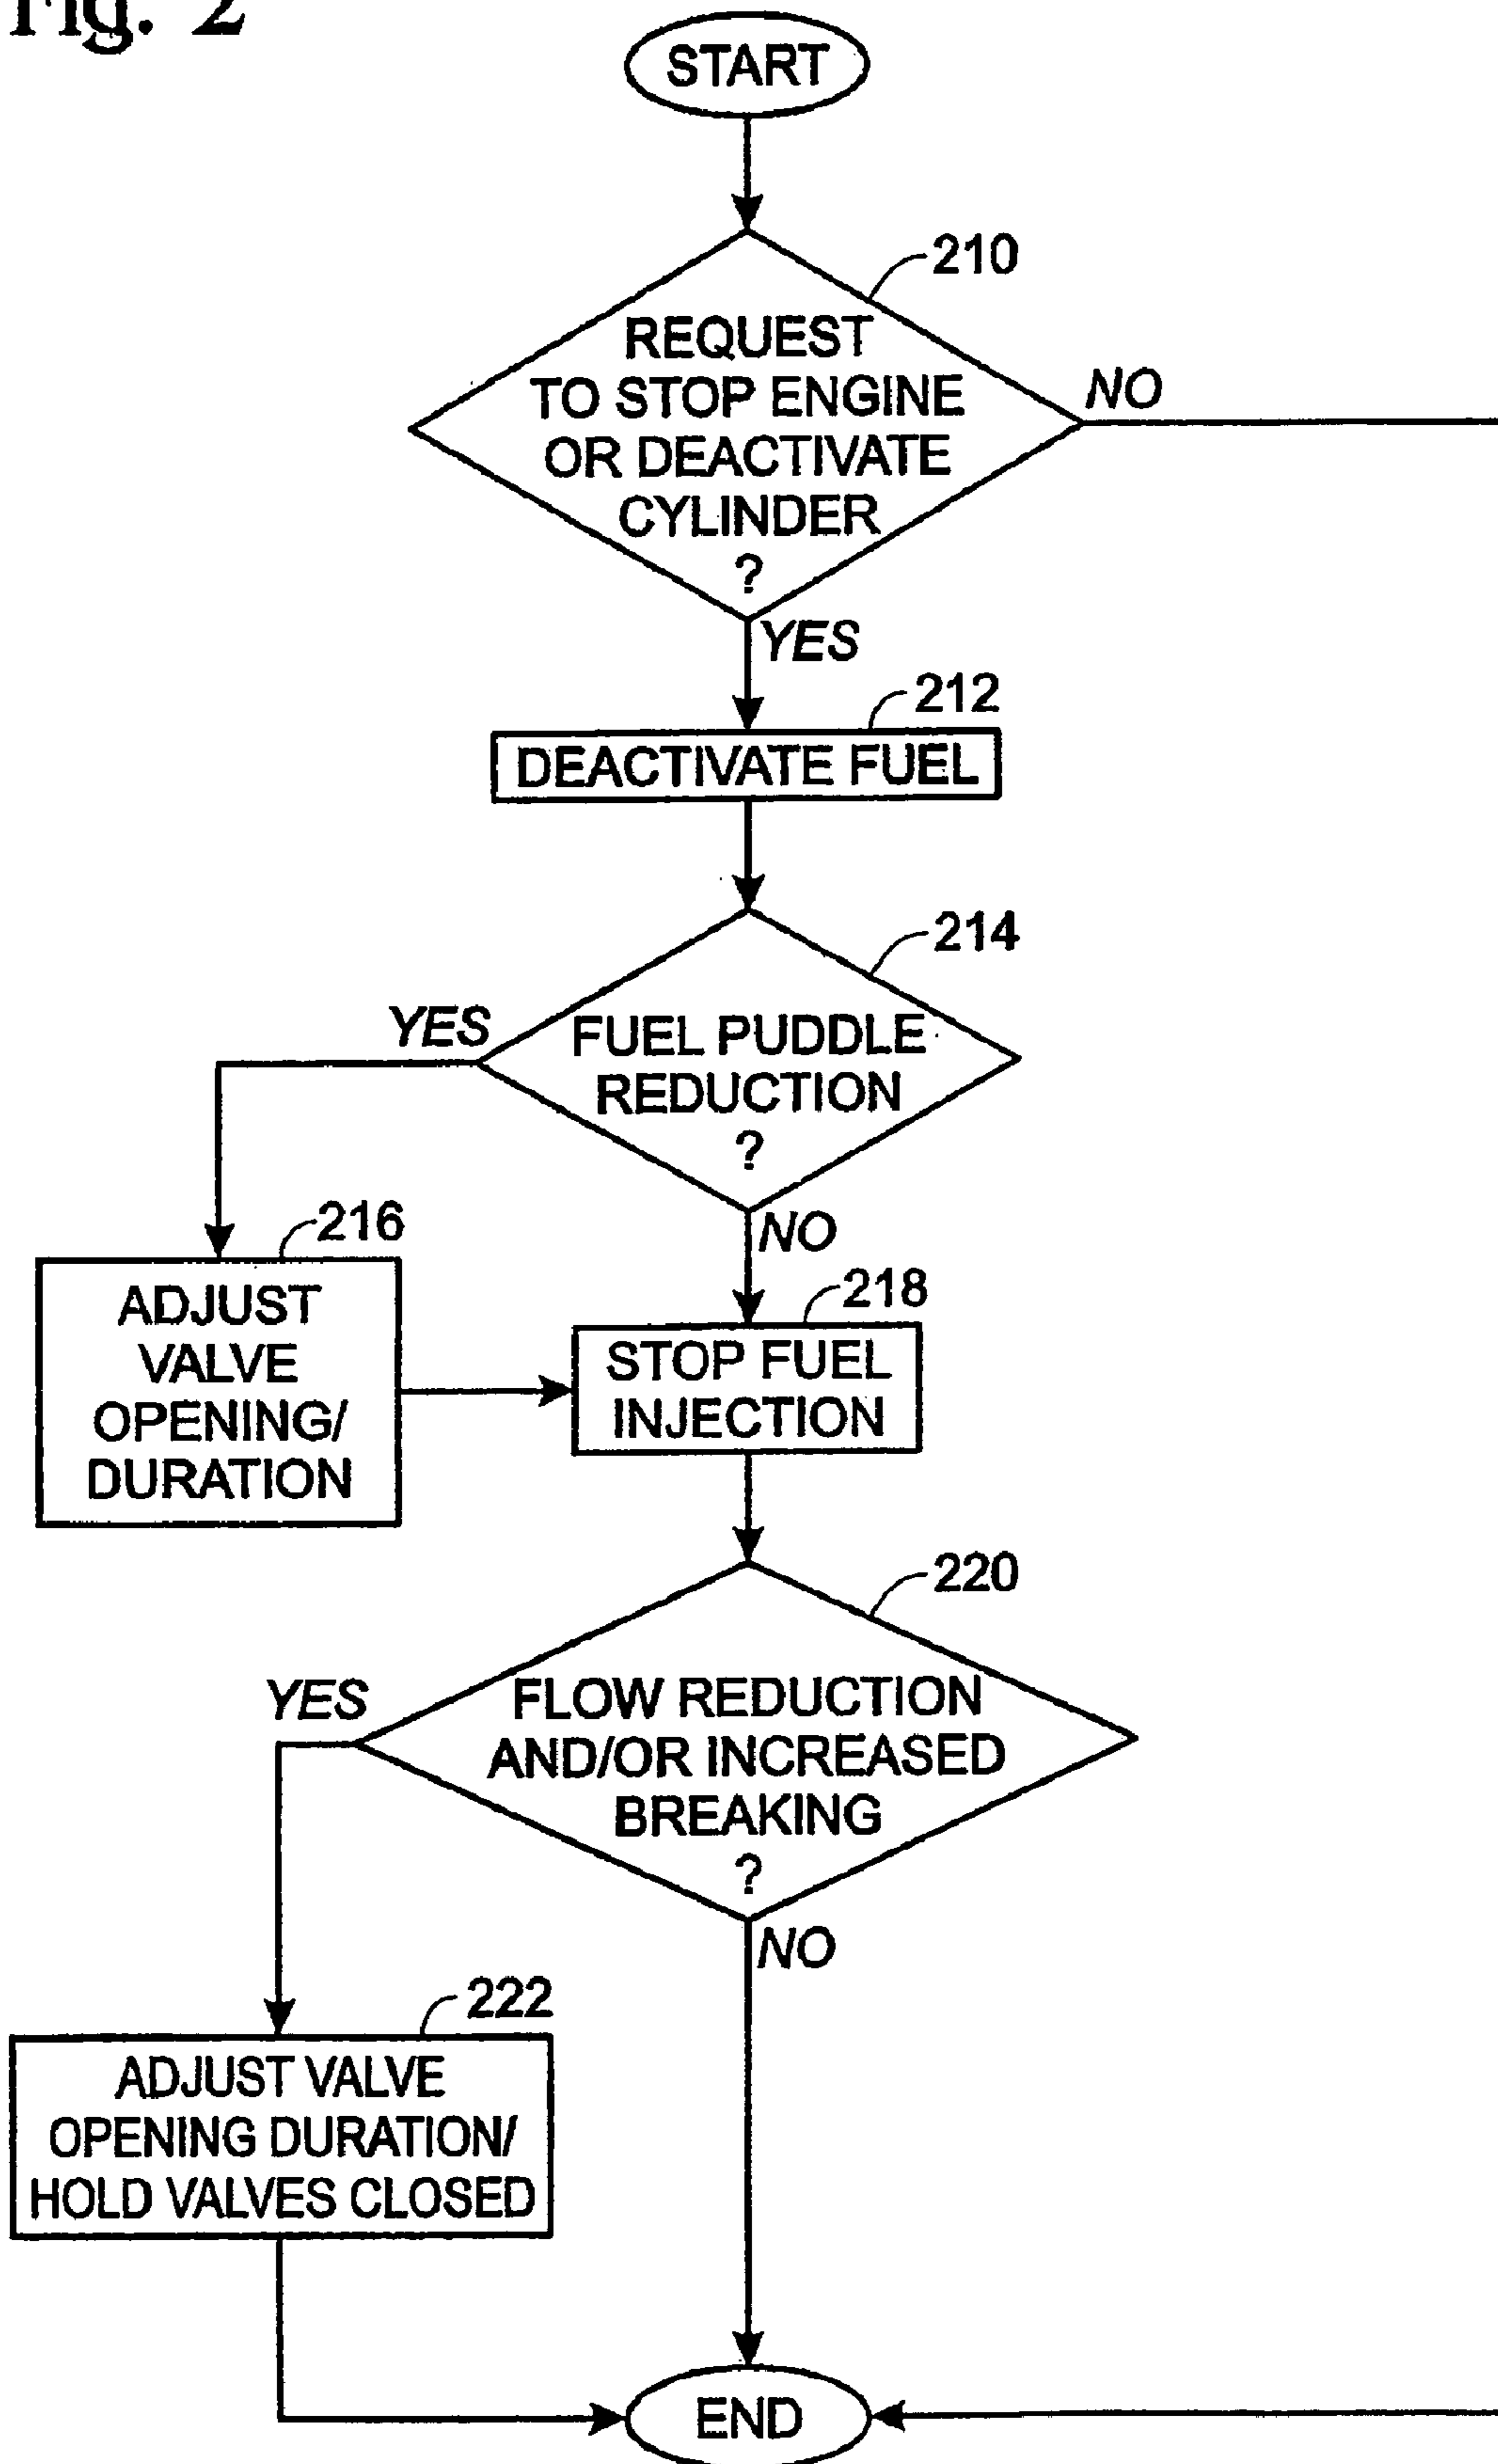 Fig. 2
START
210
REQUEST
TO STOP ENGINE
OR DEACTIVATE
CYLINDER
?
NO
YES
212
DEACTIVATE FUEL
214
YES
FUEL PUDDLE
REDUCTION
?
216
NO
218
ADJUST
VALVE
OPENING/
DURATION
STOP FUEL
INJECTION
220
YES
FLOW REDUCTION
AND/OR INCREASED
BREAKING
?
NO
222
ADJUST VALVE
OPENING DURATION/
HOLD VALVES CLOSED
END